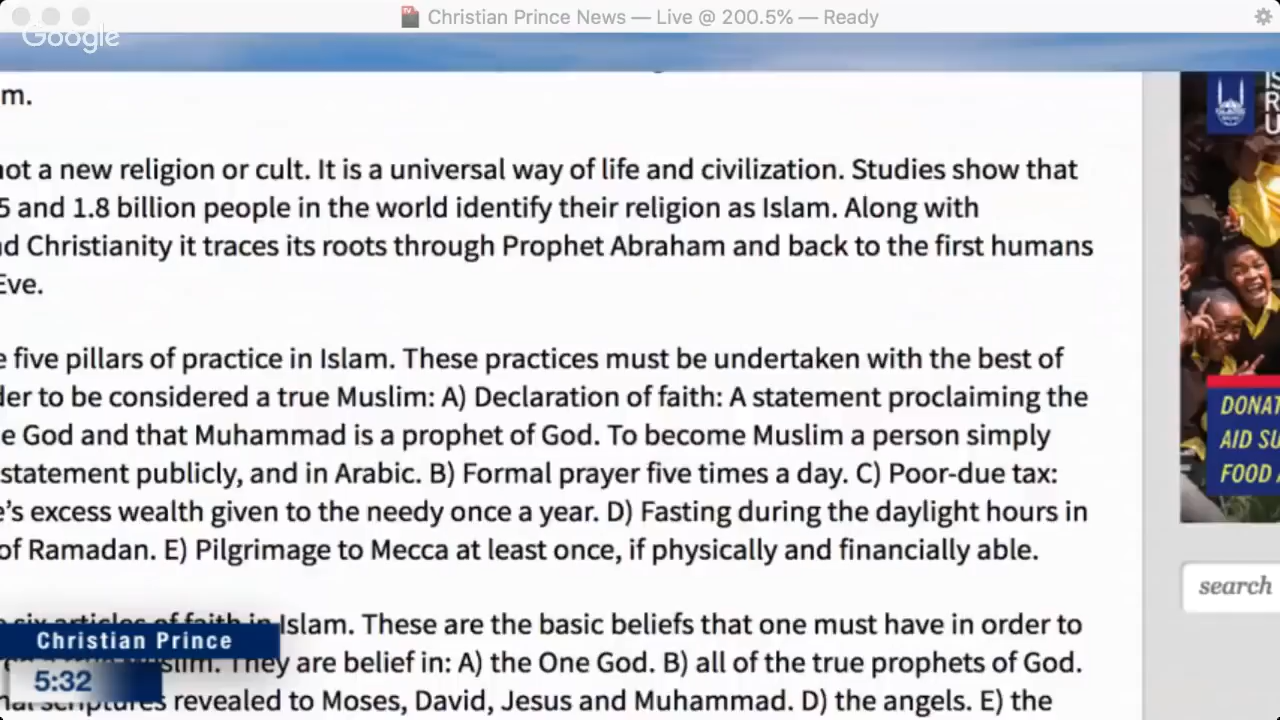 Christian Prince News — Live @ 200.5% — Ready
Google
m.
not a new religion or cult. It is a universal way of life and civilization. Studies show that
5 and 1.8 billion people in the world identify their religion as Islam. Along with
d Christianity it traces its roots through Prophet Abraham and back to the first humans
Eve.
e five pillars of practice in Islam. These practices must be undertaken with the best of
der to be considered a true Muslim: A) Declaration of faith: A statement proclaiming the
e God and that Muhammad is a prophet of God. To become Muslim a person simply
statement publicly, and in Arabic. B) Formal prayer five times a day. C) Poor-due tax:
e's excess wealth given to the needy once a year. D) Fasting during the daylight hours in
of Ramadan. E) Pilgrimage to Mecca at least once, if physically and financially able.
six articles of faith in Islam. These are the basic beliefs that one must have in order to
Muslim. They are belief in: A) the One God. B) all of the true prophets of God.
nal scriptures revealed to Moses, David, Jesus and Muhammad. D) the angels. E) the
Christian Prince
5:32
DONAT
AID SU
FOOD A
search